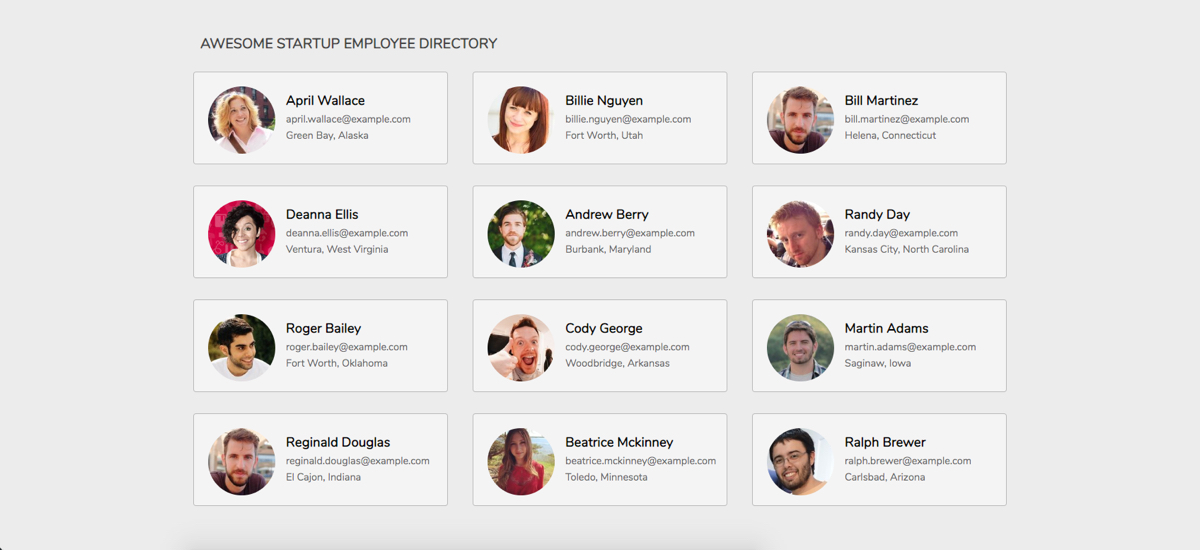 AWESOME STARTUP EMPLOYEE DIRECTORY
April Wallace
april.wallace@example.com
Green Bay, Alaska
Billie Nguyen
billie.nguyen@example.com
Fort Worth, Utah
Bill Martinez
bill.martinez@example.com
Helena, Connecticut
Deanna Ellis
deanna.ellis@example.com
Ventura, West Virginia
Andrew Berry
andrew.berry@example.com
Burbank, Maryland
Randy Day
randy.day@example.com
Kansas City, North Carolina
Roger Bailey
roger.bailey@example.com
Fort Worth, Oklahoma
Cody George
cody.george@example.com
Woodbridge, Arkansas
Martin Adams
martin.adams@example.com
Saginaw, Iowa
Reginald Douglas
reginald.douglas@example.com
El Cajon, Indiana
Beatrice Mckinney
beatrice.mckinney@example.com
Toledo, Minnesota
Ralph Brewer
ralph.brewer@example.com
Carlsbad, Arizona